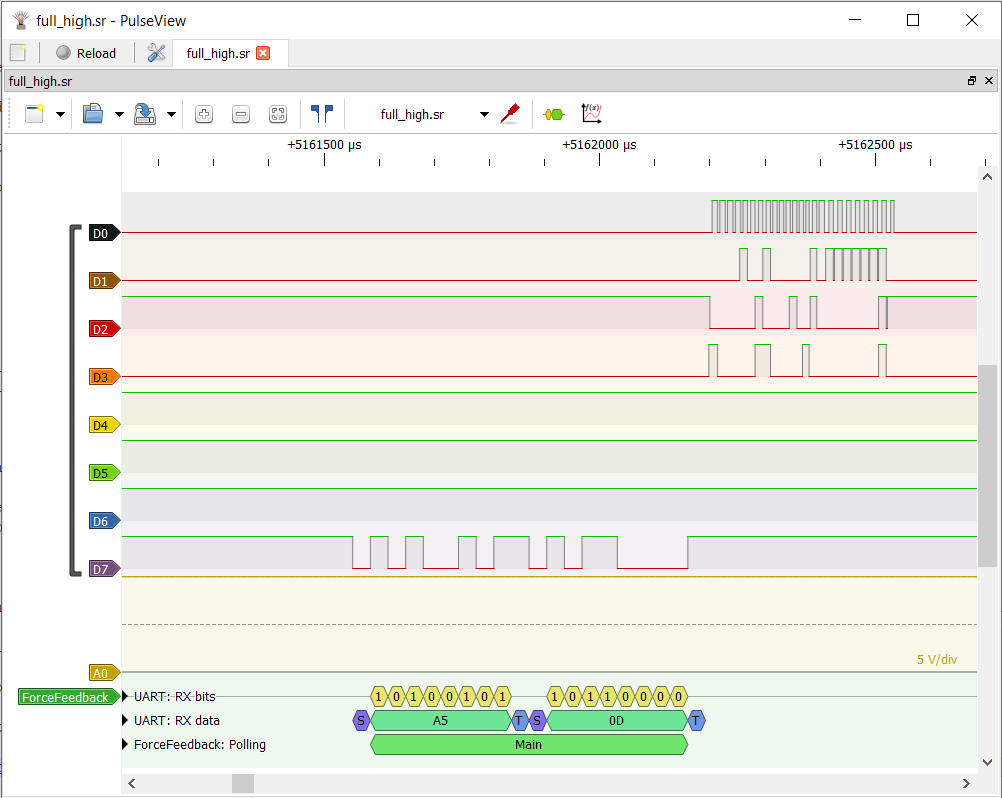 full_high.sr - PulseView
Reload
full_high.sr
full_high.sr
full_high.sr
f(x)
+5161500 µs +5162000 µs +5162500 µs
D0
D1
D2
D3
D4
D5
D6
D7
5 V/div
A0
ForceFeedback UART: RX bits 1 0 1 0 0 1 0 1 1 0 1 1 0 0 0 0
UART: RX data S A5 T S 0D T
ForceFeedback: Polling Main